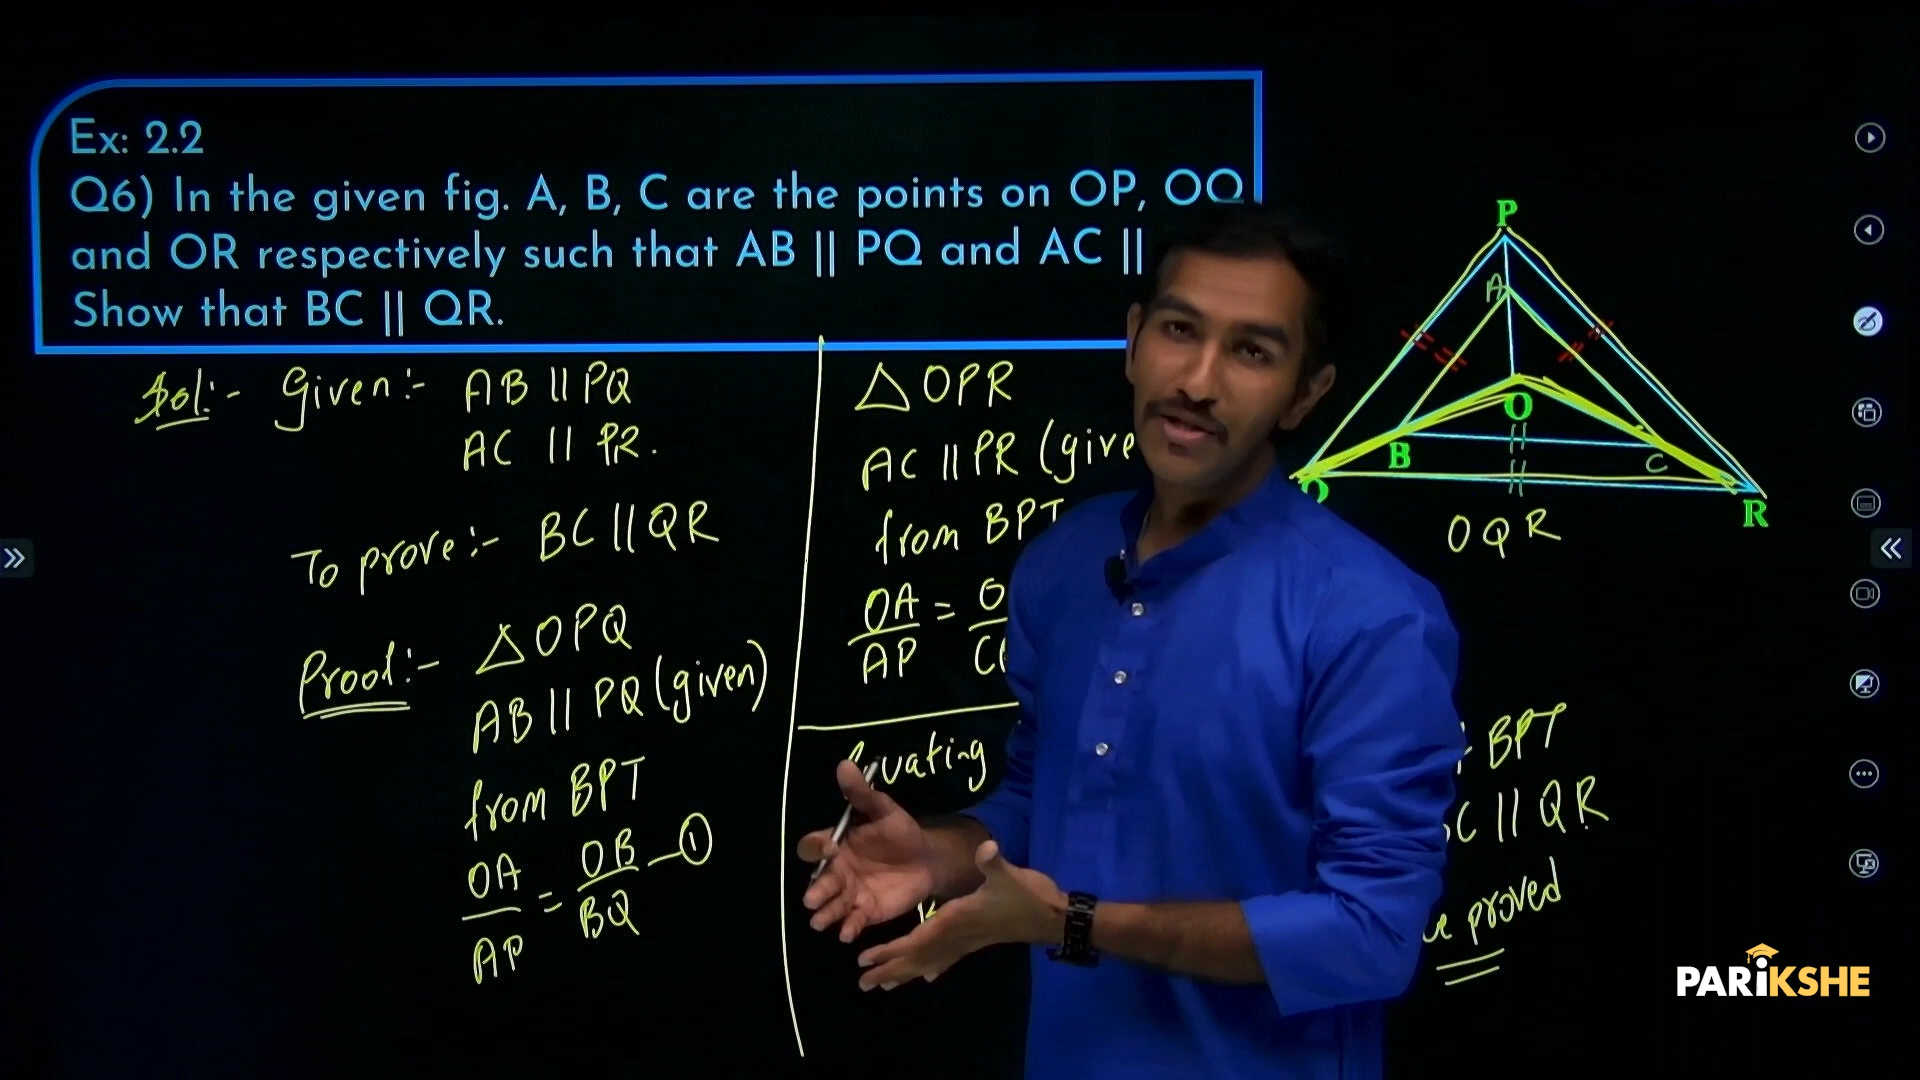 Ex: 2.2
Q6) In the given fig. A, B, C are the points on OP, OQ
and OR respectively such that AB || PQ and AC ||
Show that BC || QR.
Sol:- Given:- AB || PQ
AC || PR.
To prove:- BC || QR
Proof:- △OPQ
AB || PQ (given)
from BPT
OA/AP = OB/BQ —①
△OPR
AC || PR
from BPT
OA/AP =
P
A
O
B
C
Q
R
OQR
BPT
C || QR
proved
PARiKSHE